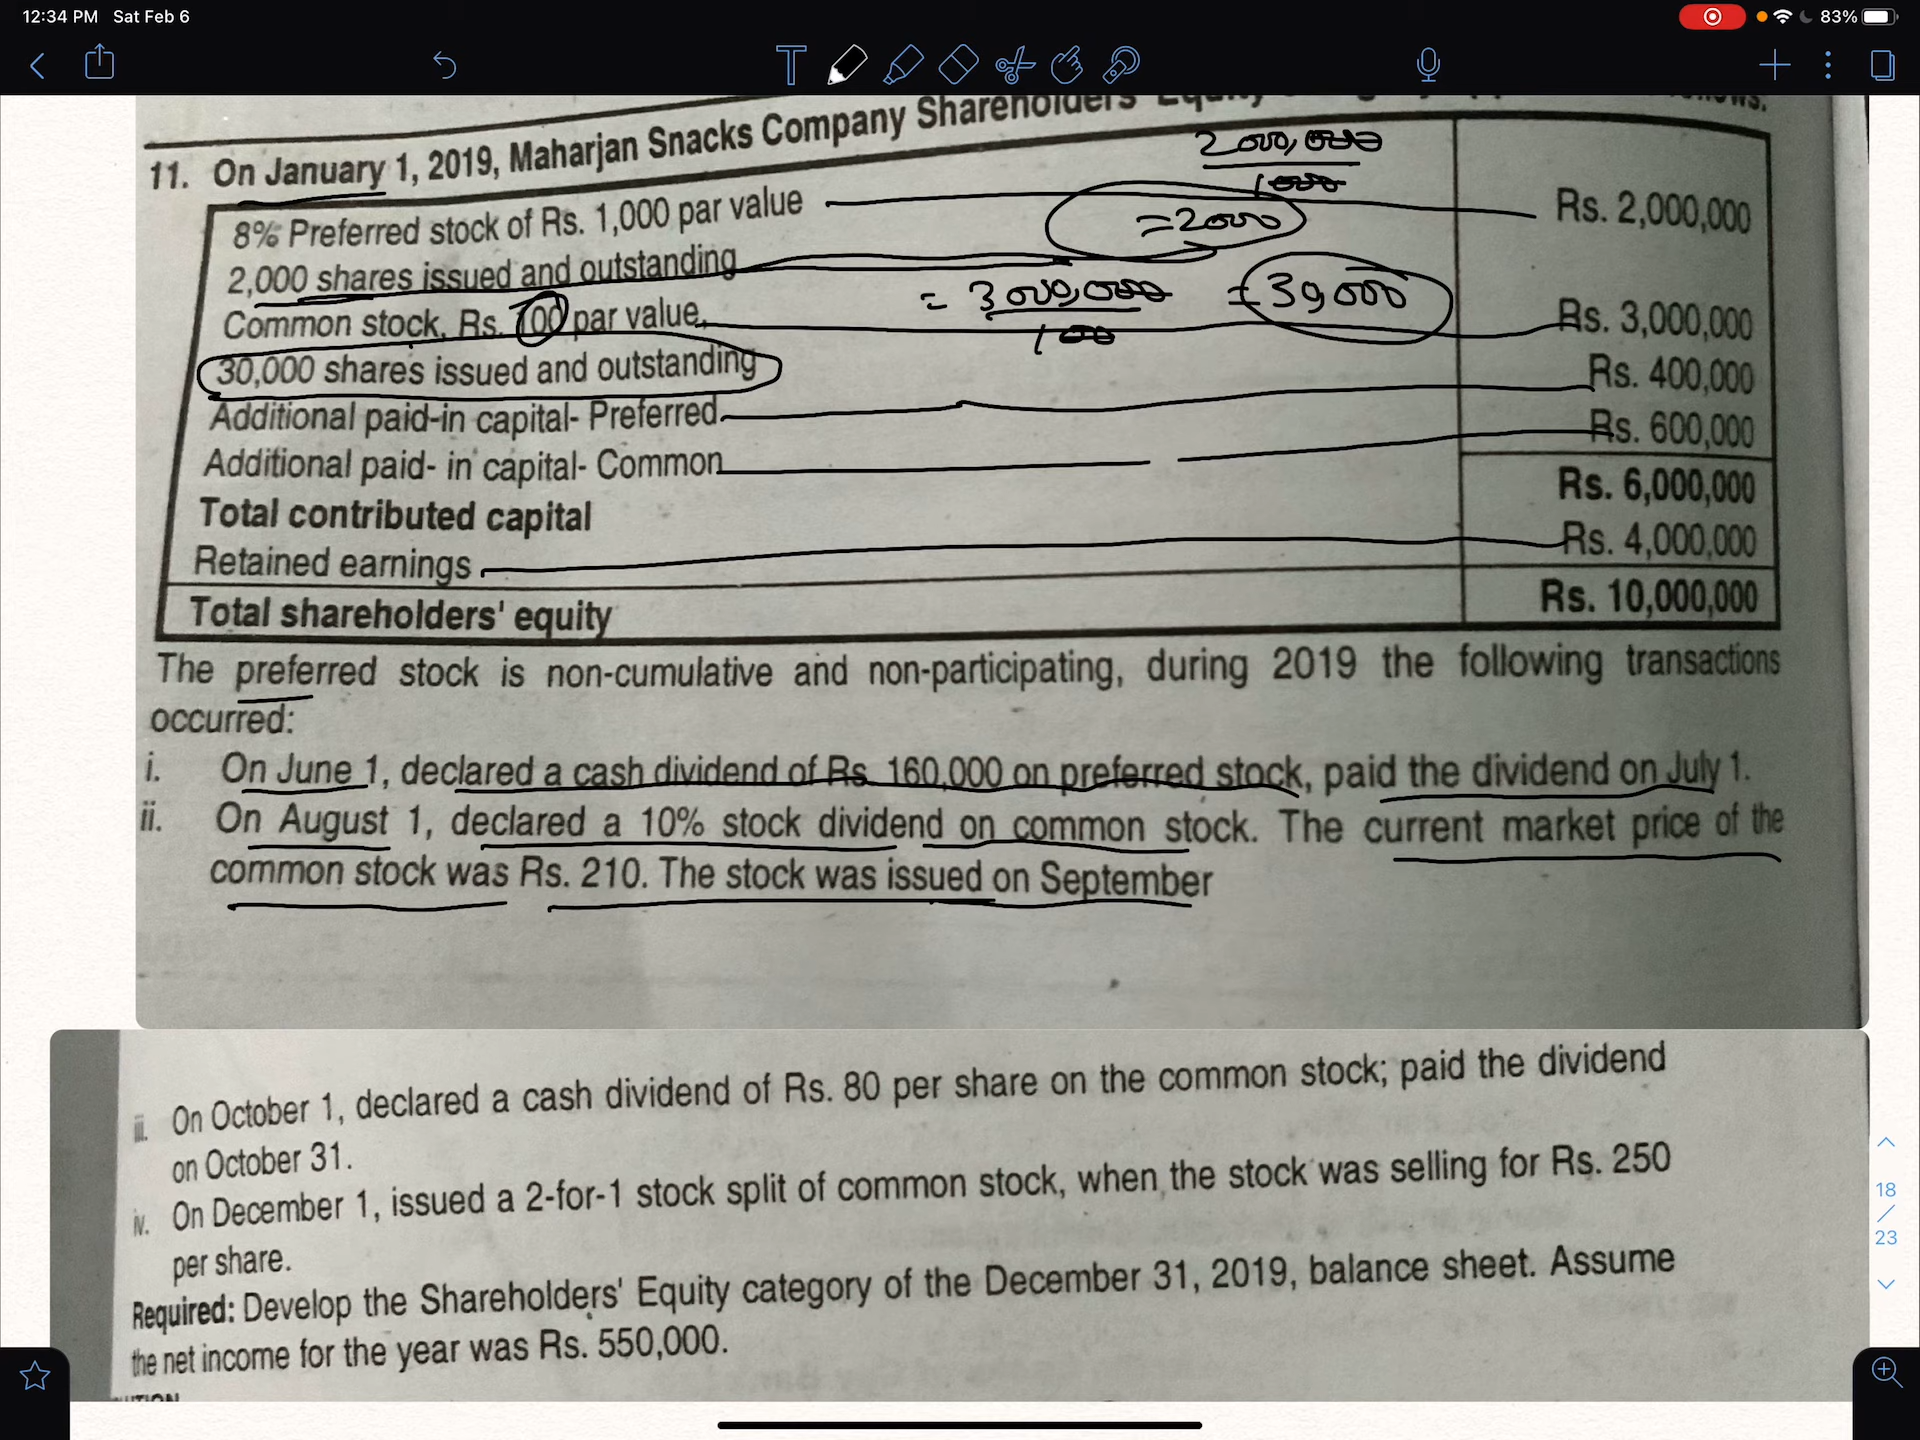 12:34 PM Sat Feb 6
83%
11. On January 1, 2019, Maharjan Snacks Company Shareholders'
2000,000
1000
8% Preferred stock of Rs. 1,000 par value
Rs. 2,000,000
=2000
2,000 shares issued and outstanding
= 3000,000 =30,000
100
Common stock, Rs. 100 par value,
Rs. 3,000,000
30,000 shares issued and outstanding
Additional paid-in capital- Preferred
Rs. 400,000
Additional paid- in capital- Common
Rs. 600,000
Total contributed capital
Rs. 6,000,000
Retained earnings
Rs. 4,000,000
Total shareholders' equity
Rs. 10,000,000
The preferred stock is non-cumulative and non-participating, during 2019 the following transactions
occurred:
i. On June 1, declared a cash dividend of Rs. 160,000 on preferred stock, paid the dividend on July 1.
ii. On August 1, declared a 10% stock dividend on common stock. The current market price of the
common stock was Rs. 210. The stock was issued on September
iii. On October 1, declared a cash dividend of Rs. 80 per share on the common stock; paid the dividend
on October 31.
iv. On December 1, issued a 2-for-1 stock split of common stock, when the stock was selling for Rs. 250
per share.
Required: Develop the Shareholders' Equity category of the December 31, 2019, balance sheet. Assume
the net income for the year was Rs. 550,000.
18
/
23